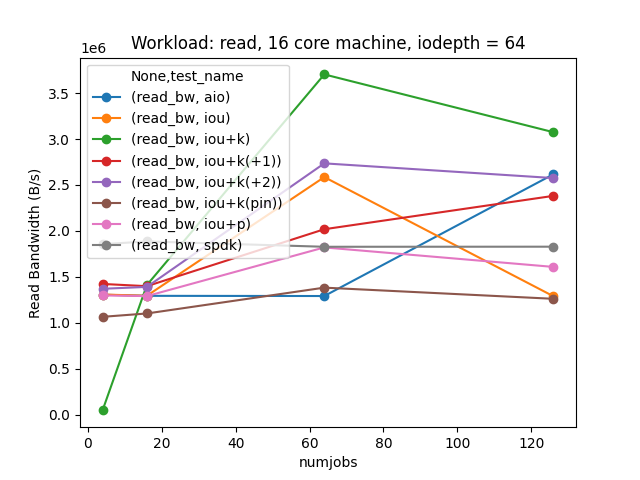 Workload: read, 16 core machine, iodepth = 64
1e6
None,test_name
(read_bw, aio)
(read_bw, iou)
(read_bw, iou+k)
(read_bw, iou+k(+1))
(read_bw, iou+k(+2))
(read_bw, iou+k(pin))
(read_bw, iou+p)
(read_bw, spdk)
Read Bandwidth (B/s)
3.5
3.0
2.5
2.0
1.5
1.0
0.5
0.0
0 20 40 60 80 100 120
numjobs